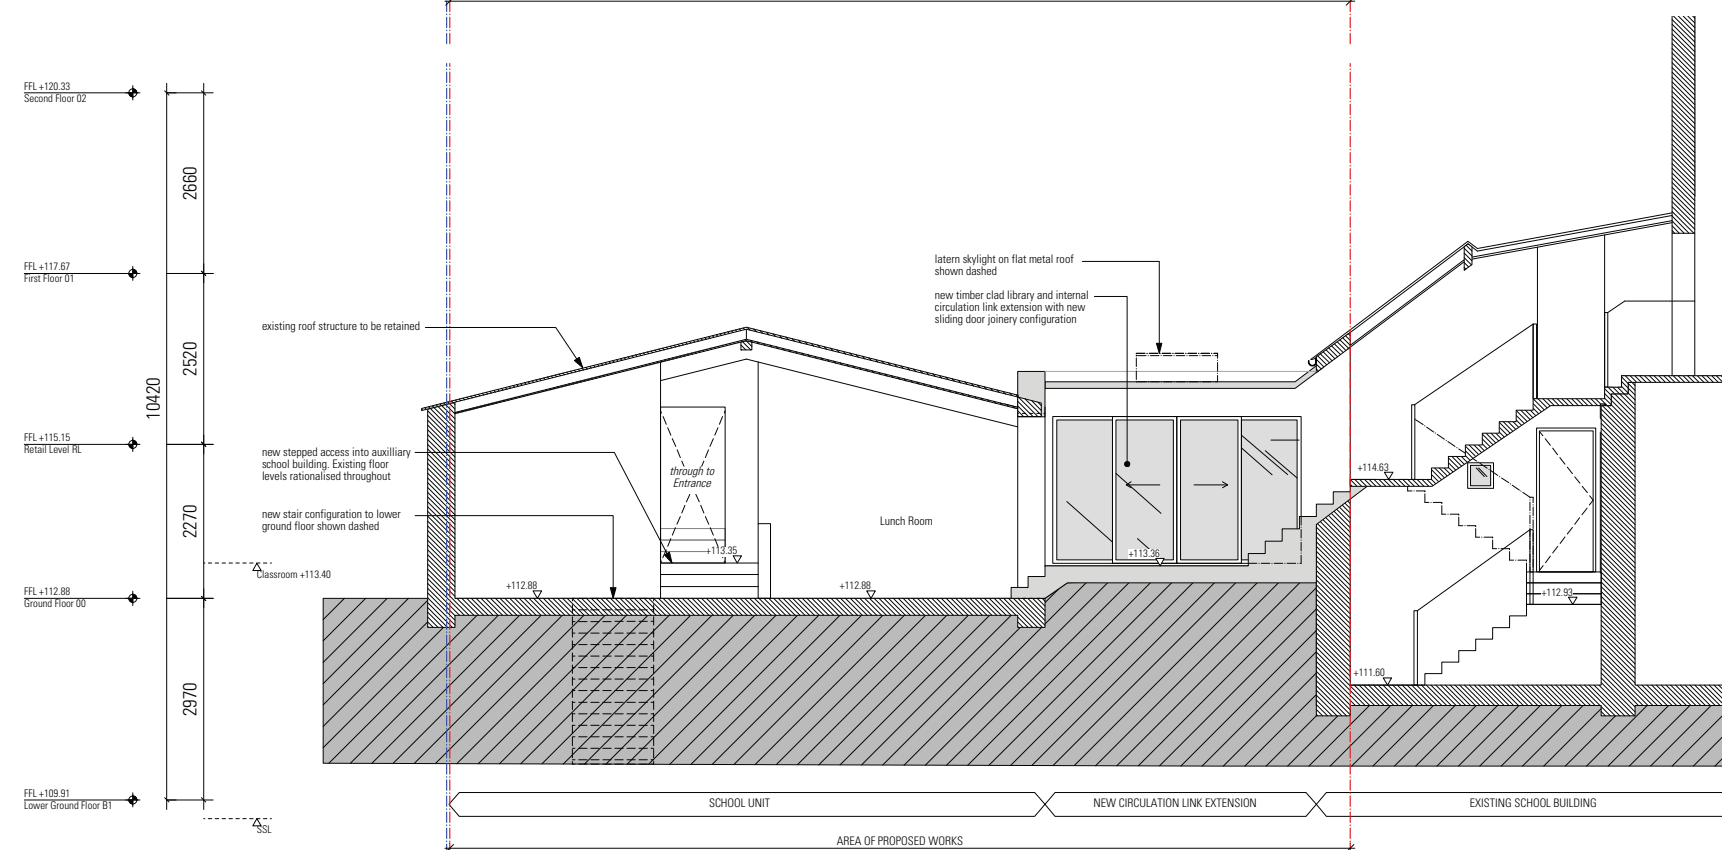 FFL +120.33
Second Floor 02
2660
FFL +117.67
First Floor 01
latern skylight on flat metal roof
shown dashed
new timber clad library and internal
circulation link extension with new
sliding door joinery configuration
existing roof structure to be retained
2520
10420
FFL +115.15
Retail Level RL
new stepped access into auxilliary
school building. Existing floor
levels rationalised throughout
through to
Entrance
+114.63
new stair configuration to lower
ground floor shown dashed
2270
Lunch Room
+113.35
+113.36
Classroom +113.40
+112.88
+112.88
+112.93
FFL +112.88
Ground Floor 00
+111.60
2970
FFL +109.91
Lower Ground Floor B1
SCHOOL UNIT
NEW CIRCULATION LINK EXTENSION
EXISTING SCHOOL BUILDING
SSL
AREA OF PROPOSED WORKS